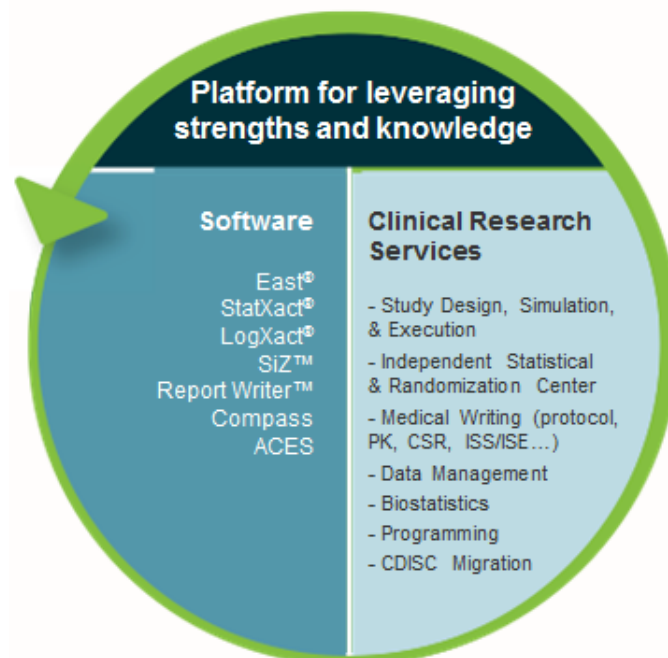 Platform for leveraging
strengths and knowledge
Software
East®
StatXact®
LogXact®
SiZ™
Report Writer™
Compass
ACES
Clinical Research
Services
- Study Design, Simulation,
& Execution
- Independent Statistical
& Randomization Center
- Medical Writing (protocol,
PK, CSR, ISS/ISE...)
- Data Management
- Biostatistics
- Programming
- CDISC Migration